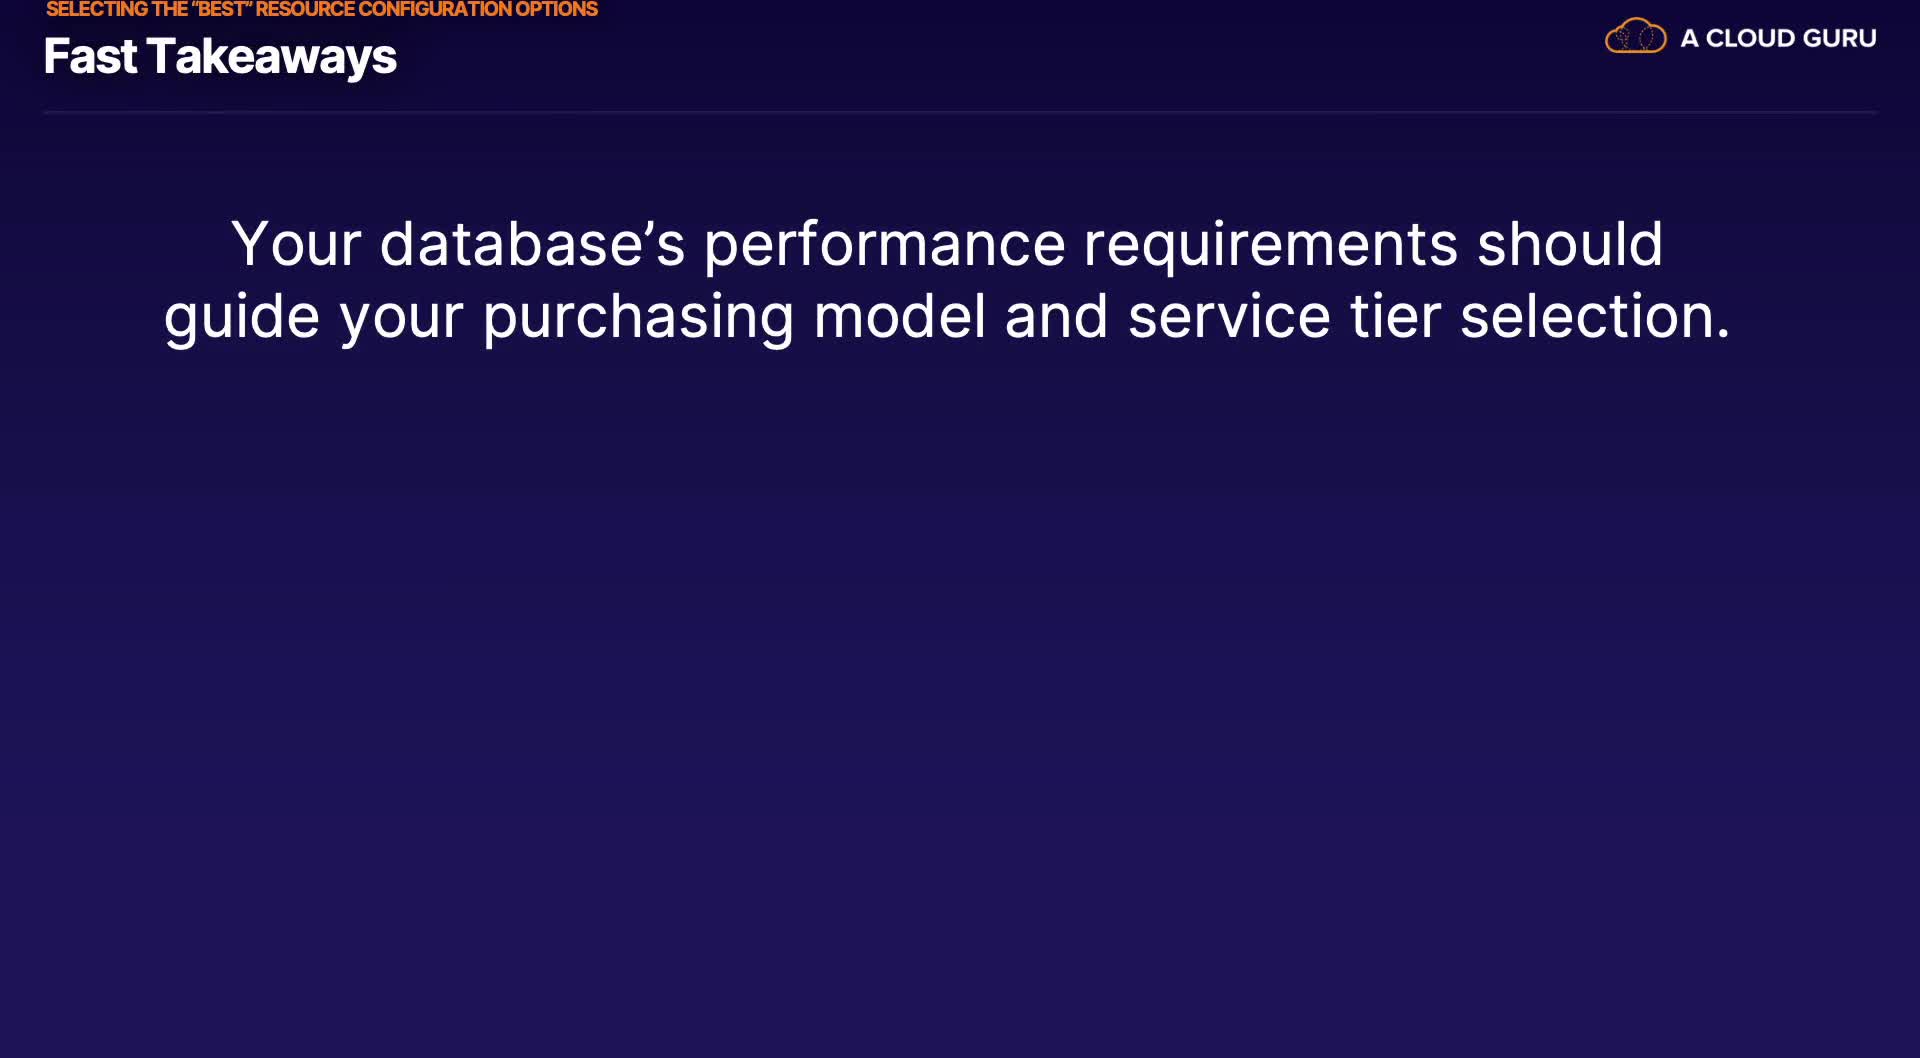 SELECTING THE “BEST” RESOURCE CONFIGURATION OPTIONS
Fast Takeaways
A CLOUD GURU
Your database’s performance requirements should
guide your purchasing model and service tier selection.